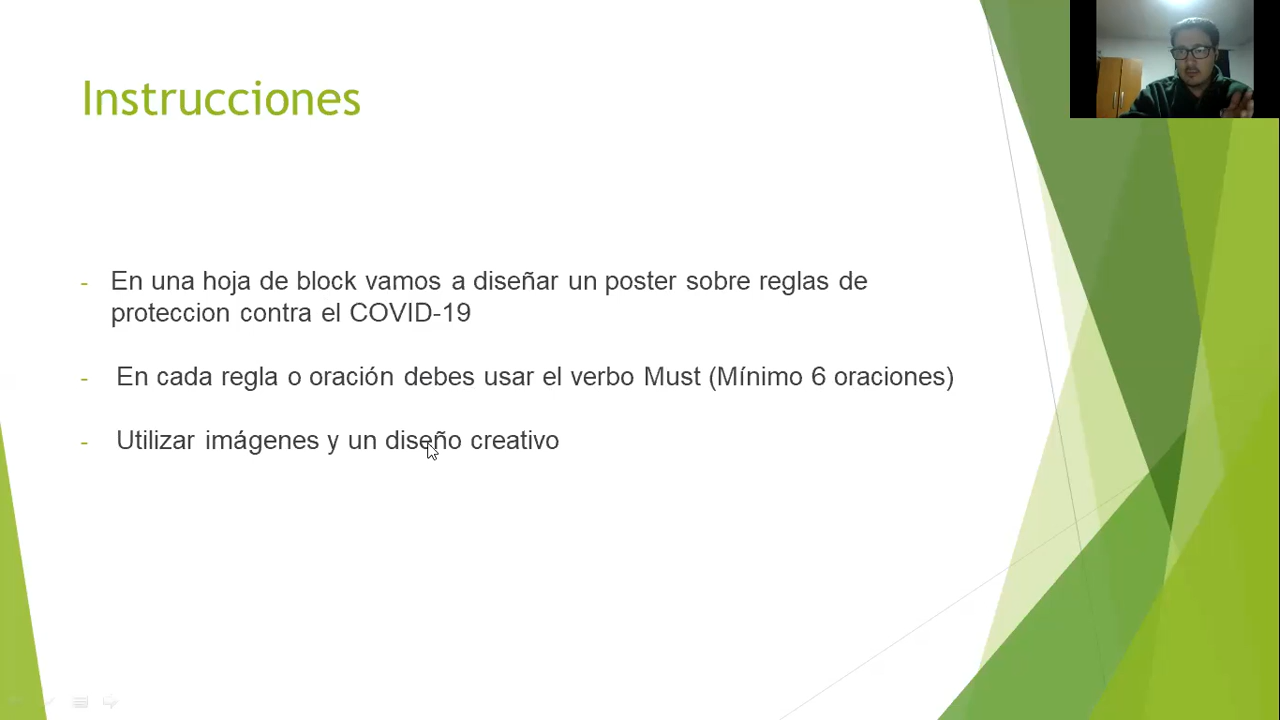 Instrucciones
- En una hoja de block vamos a diseñar un poster sobre reglas de
proteccion contra el COVID-19
- En cada regla o oración debes usar el verbo Must (Mínimo 6 oraciones)
- Utilizar imágenes y un diseño creativo